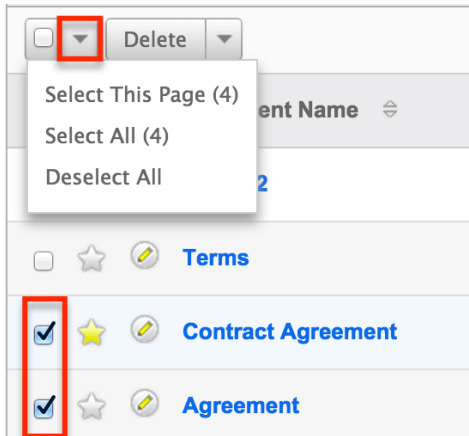 Delete
Select This Page (4)
Select All (4)
Deselect All
ent Name
2
Terms
Contract Agreement
Agreement